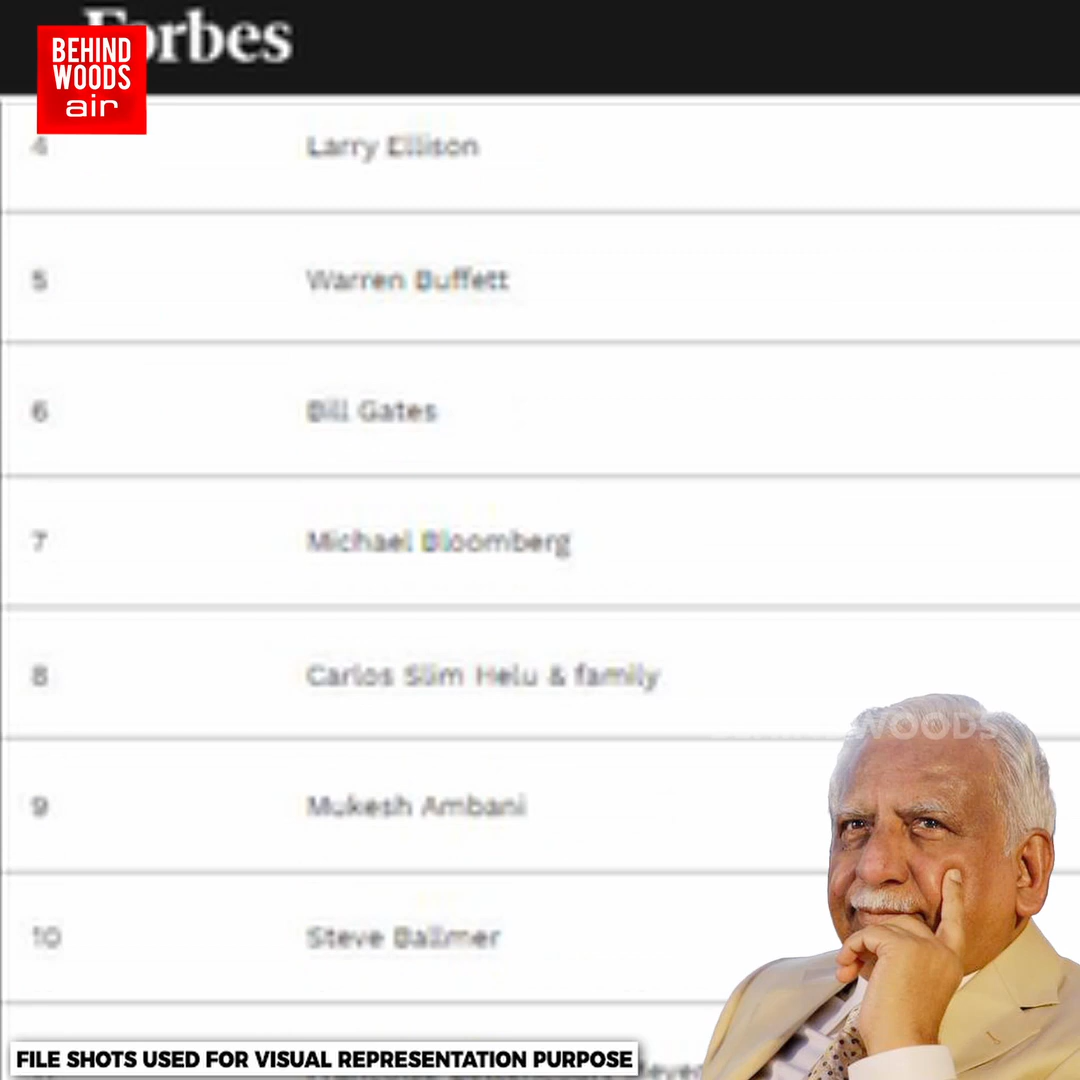 Forbes
BEHIND
WOODS
air
4 Larry Ellison
5 Warren Buffett
6 Bill Gates
7 Michael Bloomberg
8 Carlos Slim Helu & family
9 Mukesh Ambani
10 Steve Ballmer
WOODS
FILE SHOTS USED FOR VISUAL REPRESENTATION PURPOSE